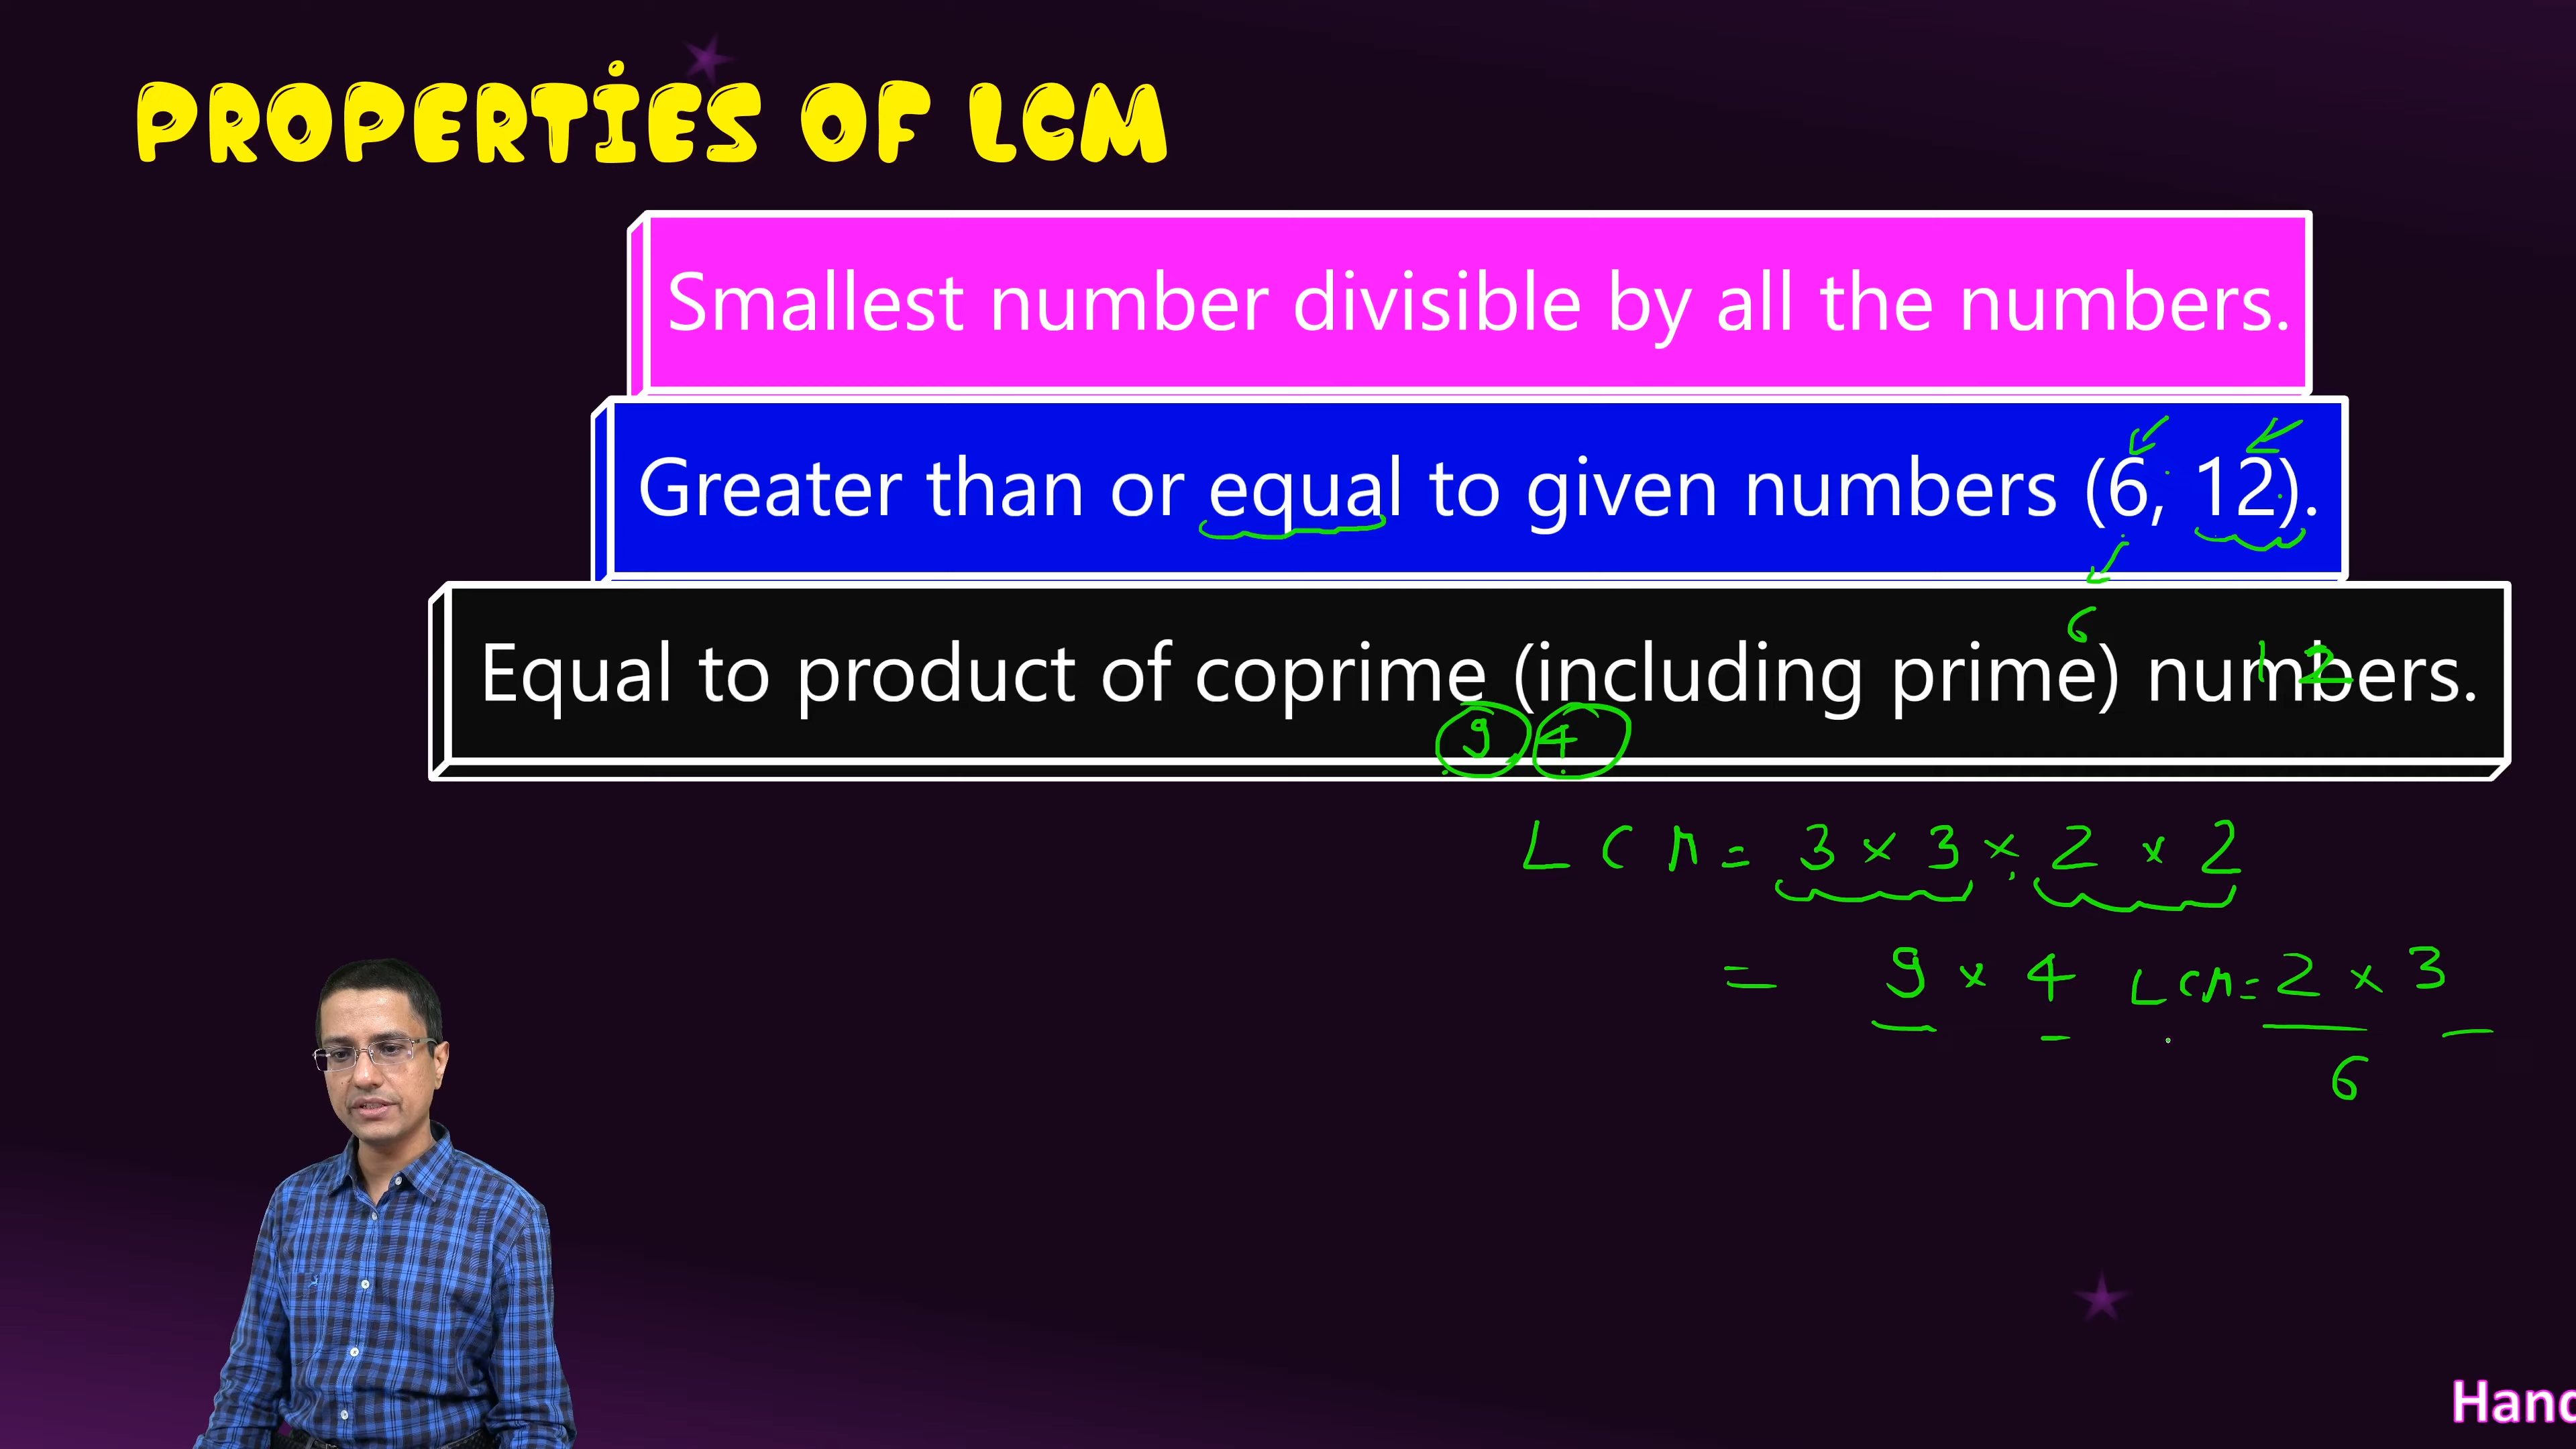 PROPERTIES OF LCM
Smallest number divisible by all the numbers.
Greater than or equal to given numbers (6, 12).
6
12
Equal to product of coprime (including prime) numbers.
9, 4
LCM = 3 × 3 × 2 × 2
= 9 × 4
LCM = 2 × 3
6
Hand